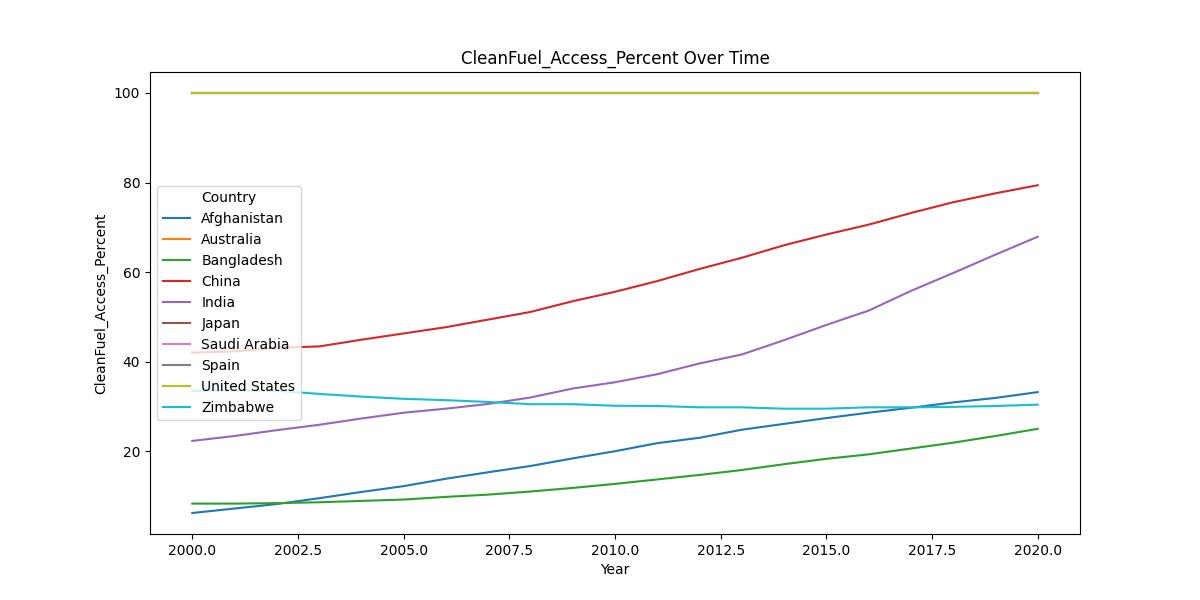 CleanFuel_Access_Percent Over Time
CleanFuel_Access_Percent
100
80
60
40
20
Country
Afghanistan
Australia
Bangladesh
China
India
Japan
Saudi Arabia
Spain
United States
Zimbabwe
2000.0 2002.5 2005.0 2007.5 2010.0 2012.5 2015.0 2017.5 2020.0
Year